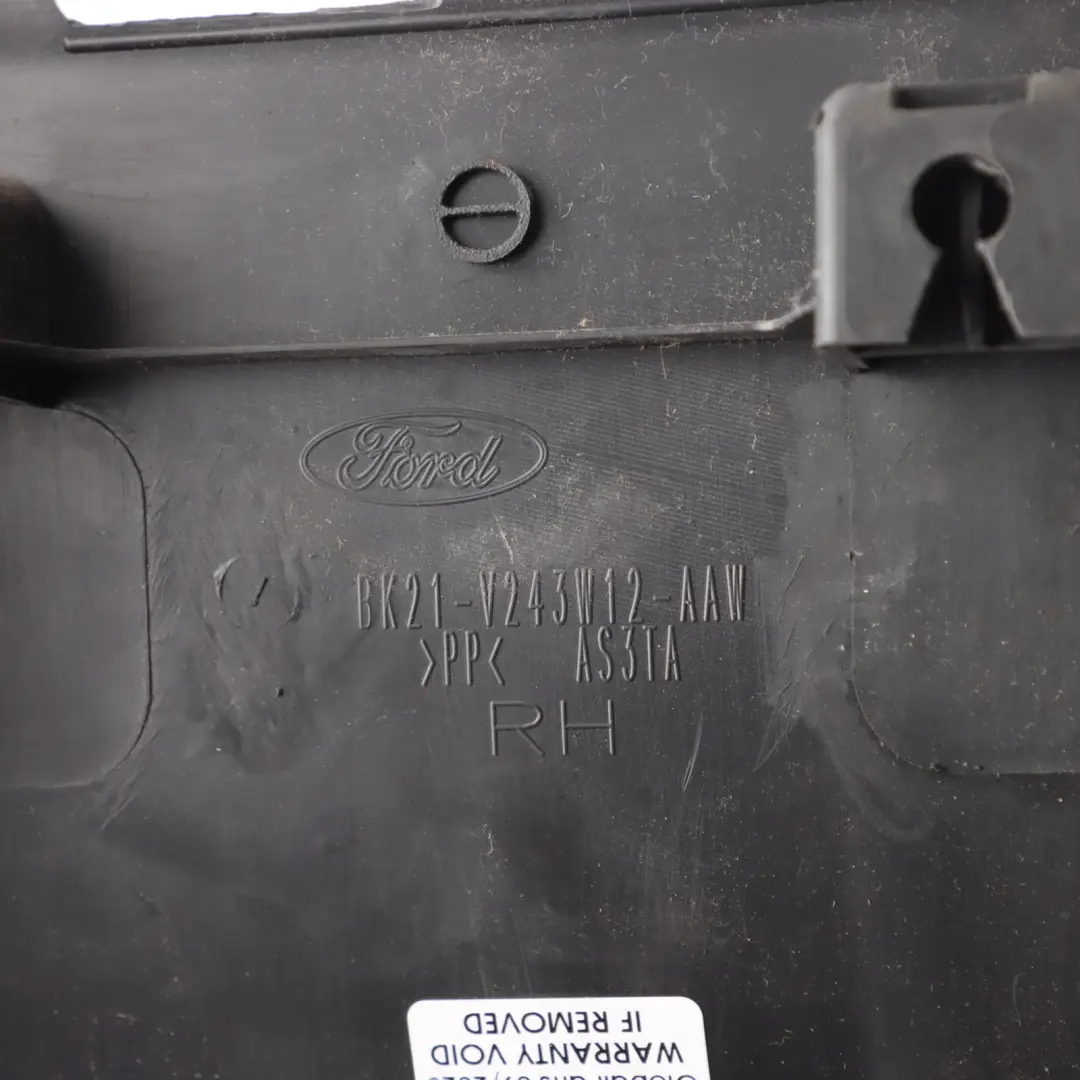 Ford
BK21-V243W12-AAW
>PP< AS3TA
RH
IF REMOVED
WARRANTY VOID